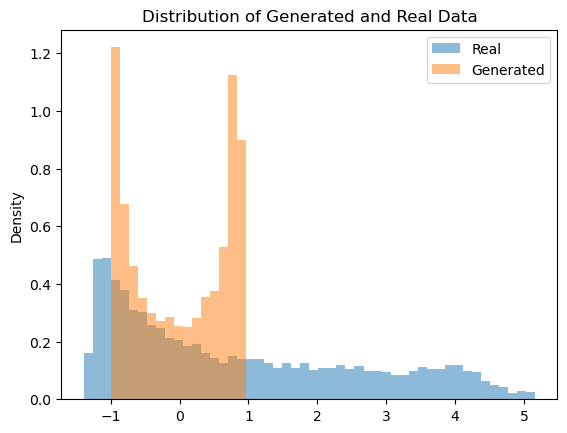 Distribution of Generated and Real Data
Real
Generated
Density
1.2
1.0
0.8
0.6
0.4
0.2
0.0
−1 0 1 2 3 4 5